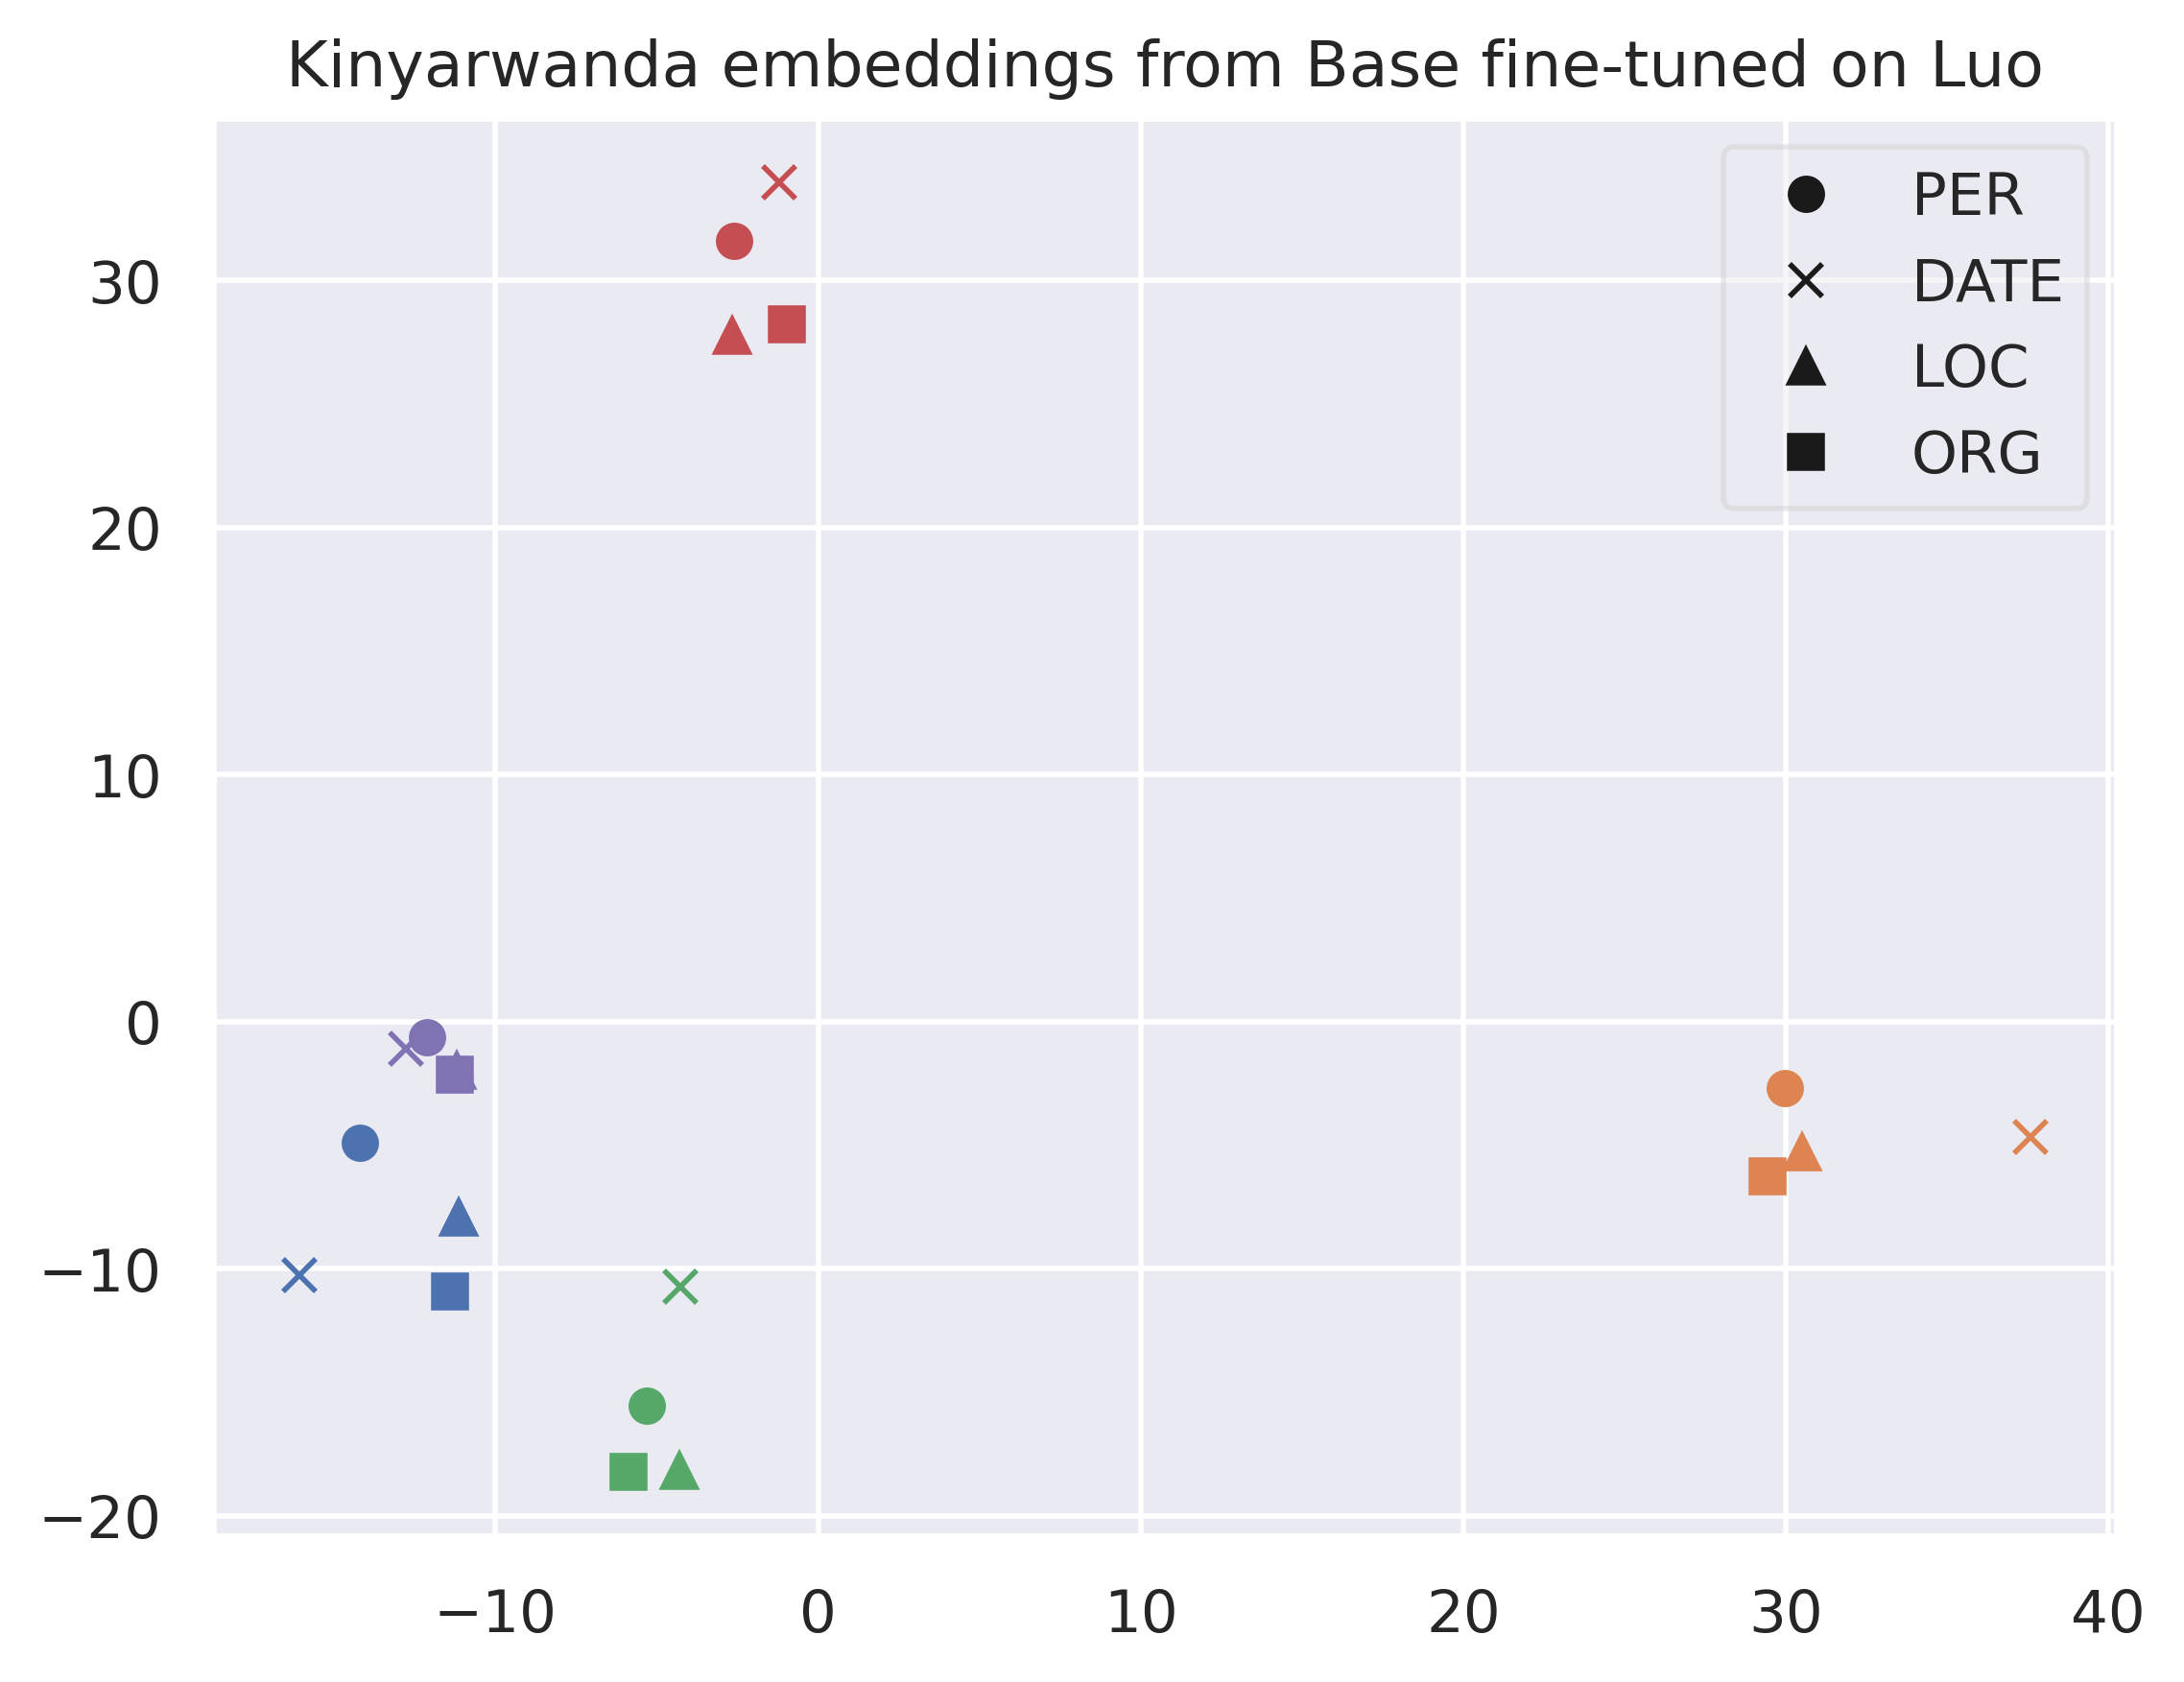 Kinyarwanda embeddings from Base fine-tuned on Luo
PER
DATE
LOC
ORG
30
20
10
0
−10
−20
−10 0 10 20 30 40